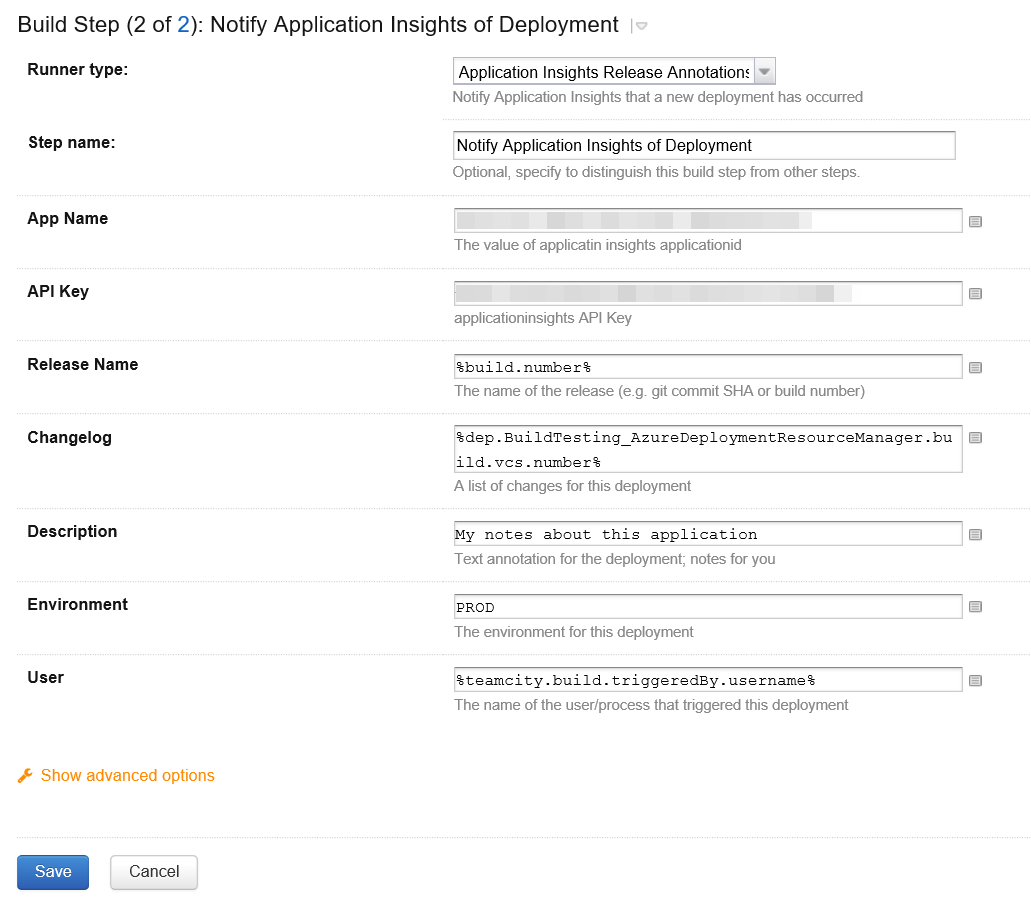 Build Step (2 of 2): Notify Application Insights of Deployment
Runner type:
Application Insights Release Annotations
Notify Application Insights that a new deployment has occurred
Step name:
Notify Application Insights of Deployment
Optional, specify to distinguish this build step from other steps.
App Name
The value of applicatin insights applicationid
API Key
applicationinsights API Key
Release Name
%build.number%
The name of the release (e.g. git commit SHA or build number)
Changelog
%dep.BuildTesting_AzureDeploymentResourceManager.bu
ild.vcs.number%
A list of changes for this deployment
Description
My notes about this application
Text annotation for the deployment; notes for you
Environment
PROD
The environment for this deployment
User
%teamcity.build.triggeredBy.username%
The name of the user/process that triggered this deployment
Show advanced options
Save
Cancel